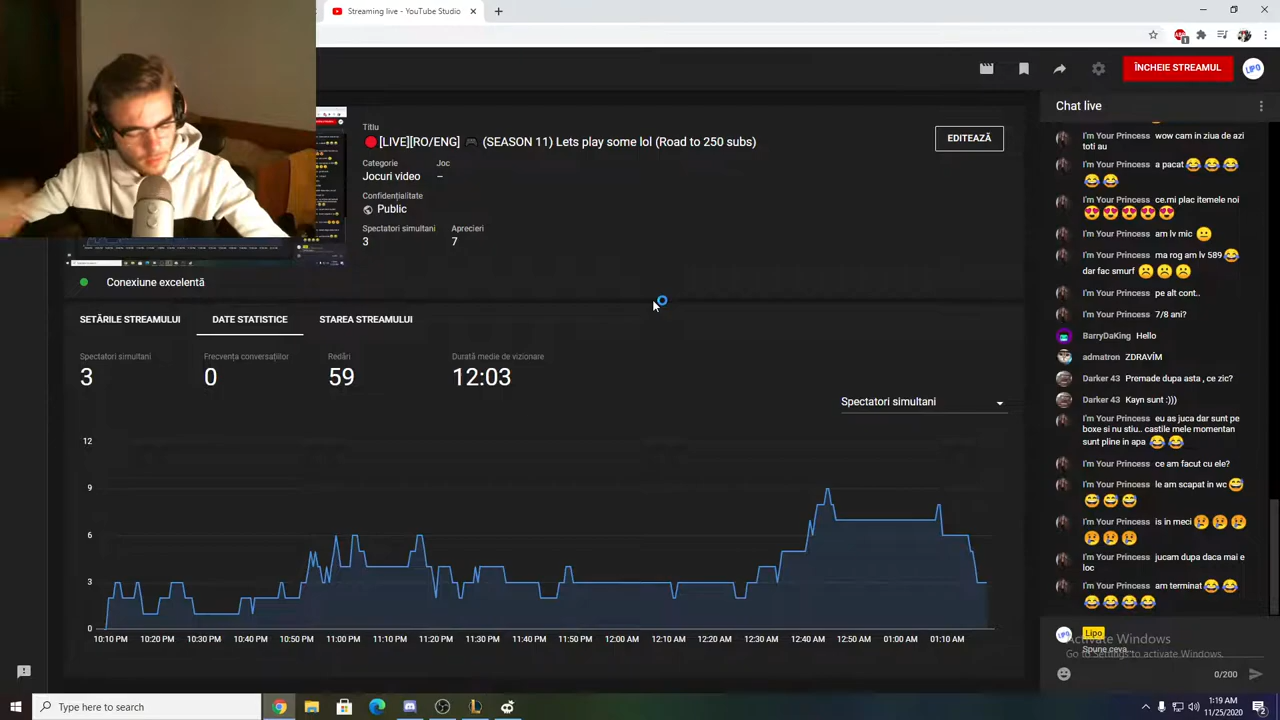 Streaming live - YouTube Studio
1
ÎNCHEIE STREAMUL
LIPO
Chat live
Titlu
🔴[LIVE][RO/ENG] 🎮 (SEASON 11) Lets play some lol (Road to 250 subs)
EDITEAZĂ
Categorie Joc
Jocuri video –
Confidențialitate
Public
Spectatori simultani Aprecieri
3 7
Conexiune excelentă
SETĂRILE STREAMULUI DATE STATISTICE STAREA STREAMULUI
Spectatori simultani Frecvența conversațiilor Redări Durată medie de vizionare
3 0 59 12:03
Spectatori simultani
12
9
6
3
0
10:10 PM 10:20 PM 10:30 PM 10:40 PM 10:50 PM 11:00 PM 11:10 PM 11:20 PM 11:30 PM 11:40 PM 11:50 PM 12:00 AM 12:10 AM 12:20 AM 12:30 AM 12:40 AM 12:50 AM 01:00 AM 01:10 AM
I'm Your Princess wow cam in ziua de azi
toti au
I'm Your Princess a pacat 😂😂😂
😂😂
I'm Your Princess ce.mi plac itemele noi
😍😍😍😍😍
I'm Your Princess am lv mic 😐
I'm Your Princess ma rog am lv 589 😂
dar fac smurf ☹️☹️☹️
I'm Your Princess pe alt cont..
I'm Your Princess 7/8 ani?
BarryDaKing Hello
admatron ZDRAVÍM
Darker 43 Premade dupa asta , ce zic?
Darker 43 Kayn sunt :)))
I'm Your Princess eu as juca dar sunt pe
boxe si nu stiu.. castile mele momentan
sunt pline in apa 😂😂
I'm Your Princess ce am facut cu ele?
I'm Your Princess le am scapat in wc 😅
😅😅😅
I'm Your Princess is in meci 😢😢😢
😢😢😢
I'm Your Princess jucam dupa daca mai e
loc
I'm Your Princess am terminat 😂😂
😂😂😂😂
LIPO
Lipo
Spune ceva...
Activate Windows
Go to Settings to activate Windows.
0/200
Type here to search
1:19 AM
11/25/2020
2